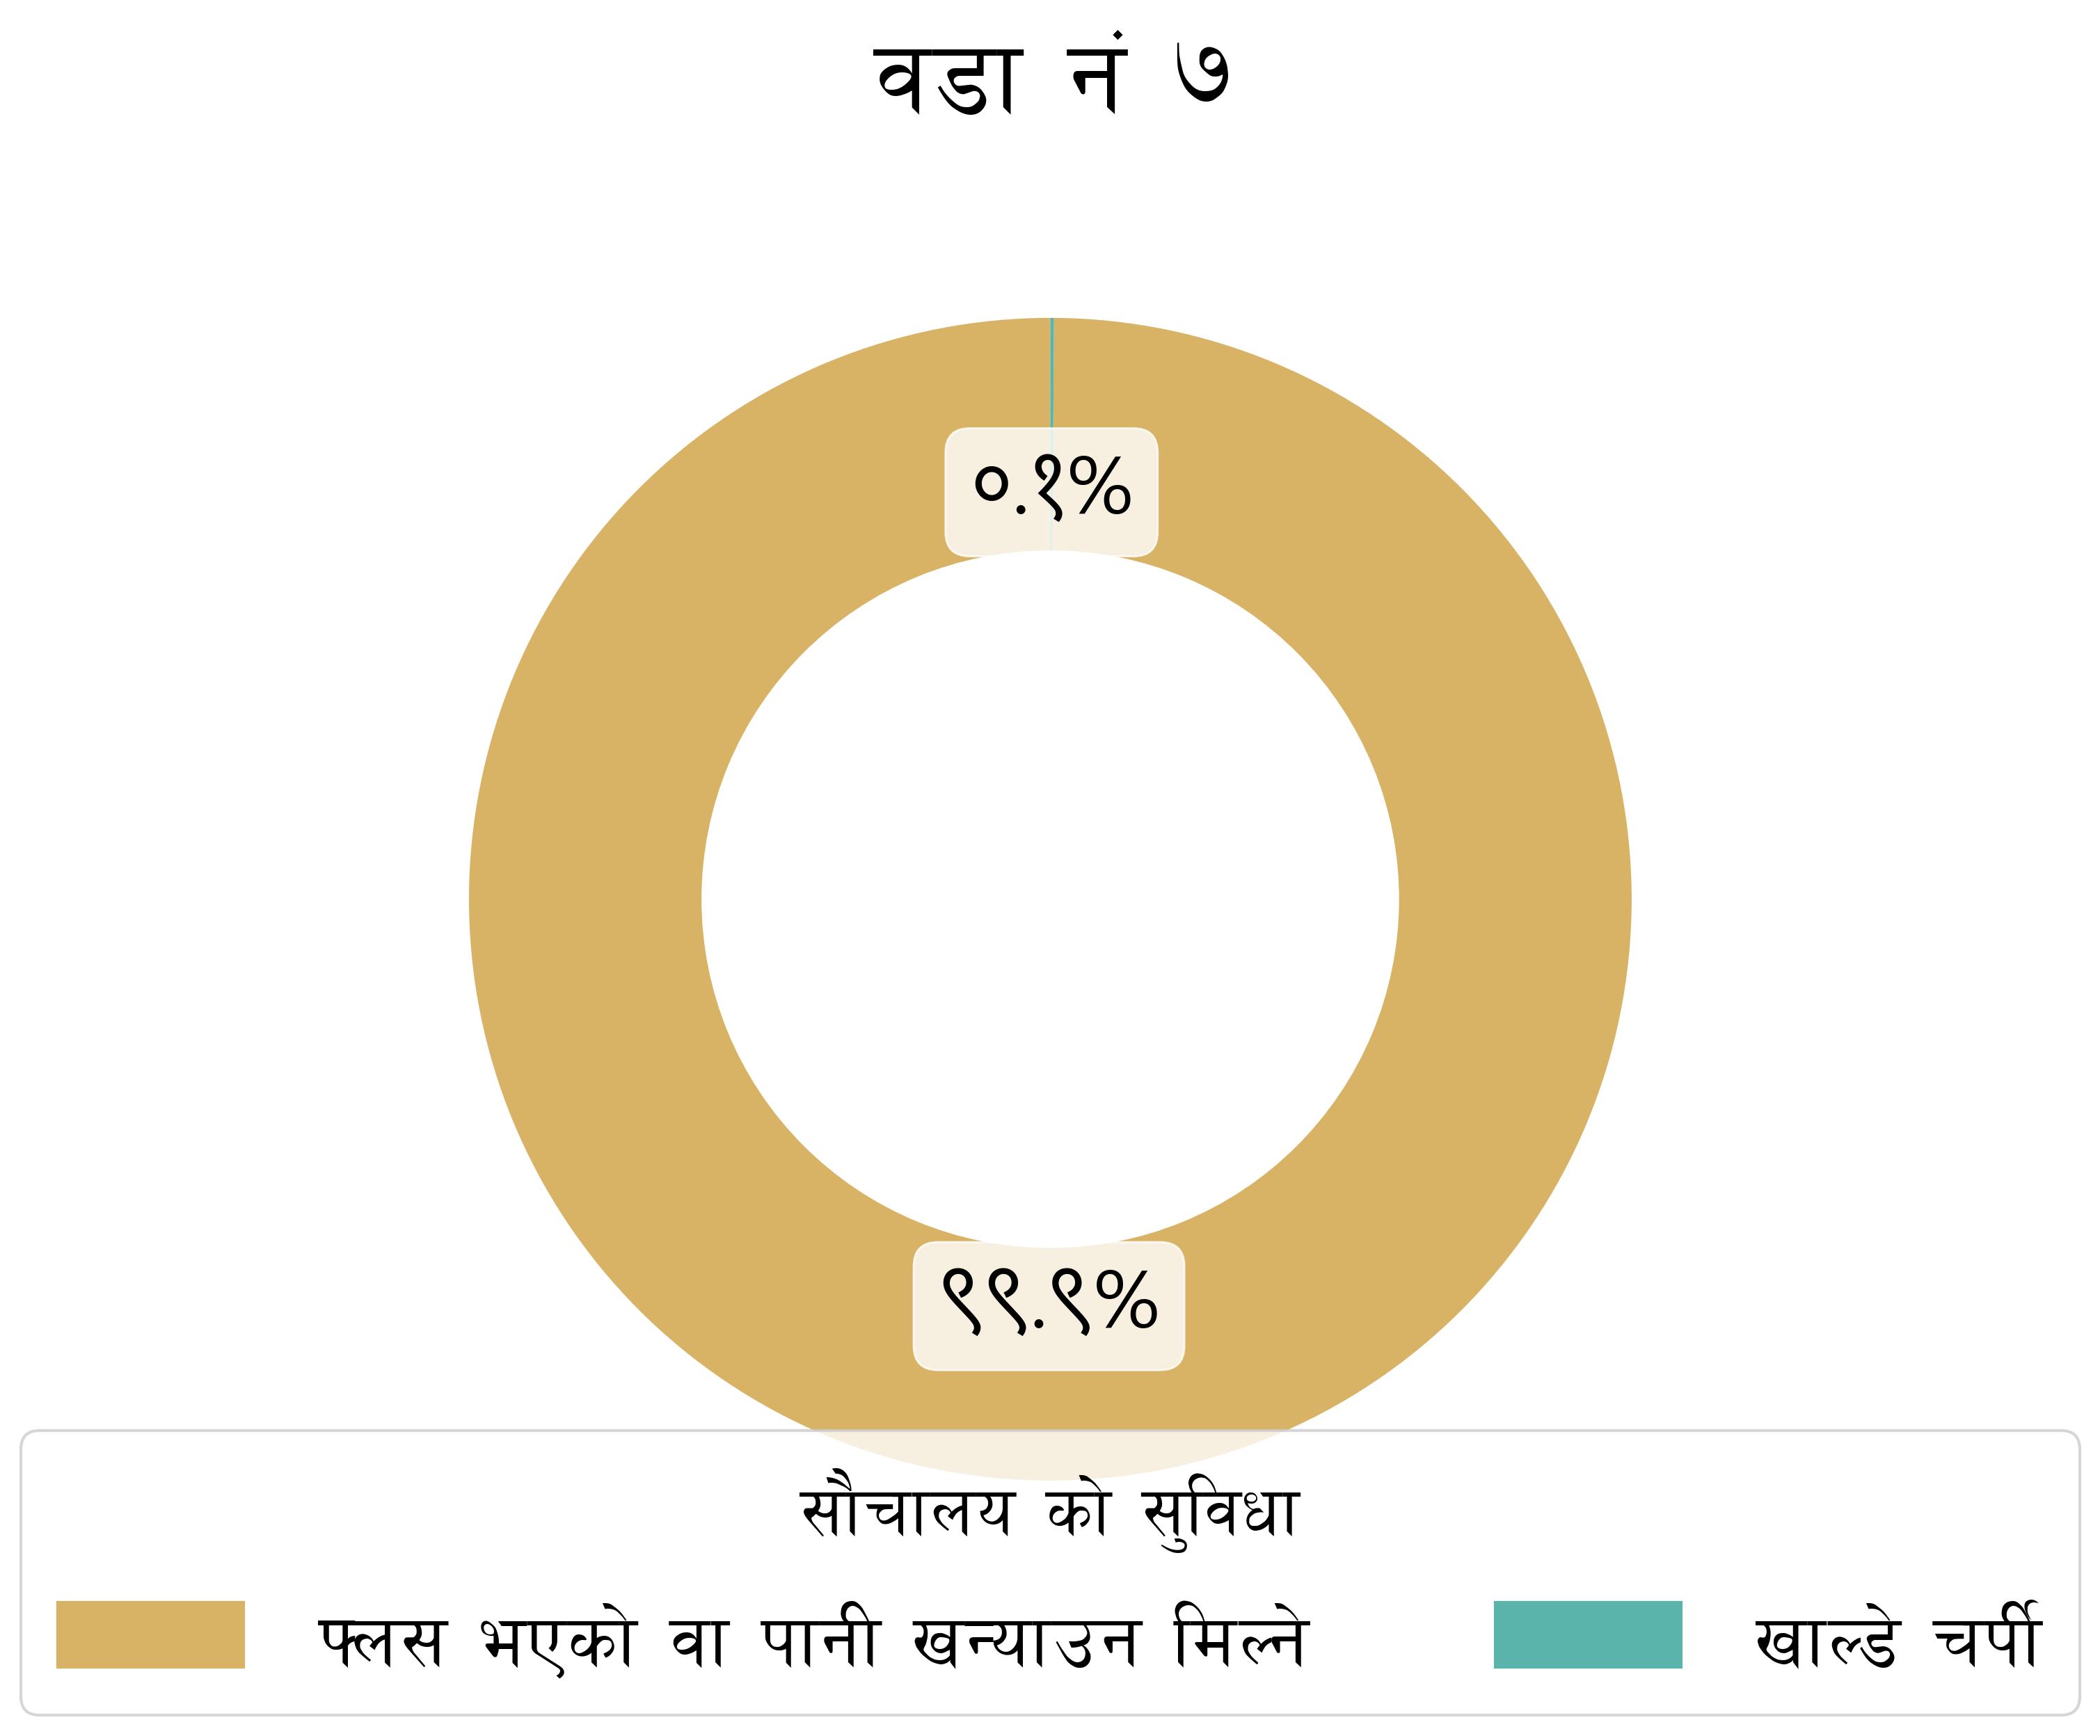 वडा नं ७
०.१%
९९.९%
सौचालय को सुविधा
फ्लस भएको वा पानी खन्याउन मिल्ने
खाल्डे चर्पी